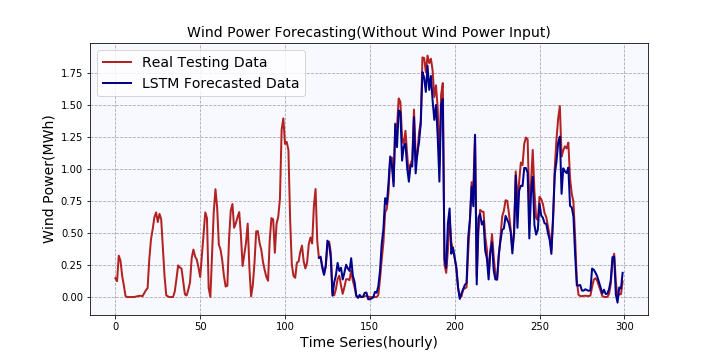 Wind Power Forecasting(Without Wind Power Input)
Real Testing Data
LSTM Forecasted Data
Wind Power(MWh)
1.75
1.50
1.25
1.00
0.75
0.50
0.25
0.00
0 50 100 150 200 250 300
Time Series(hourly)